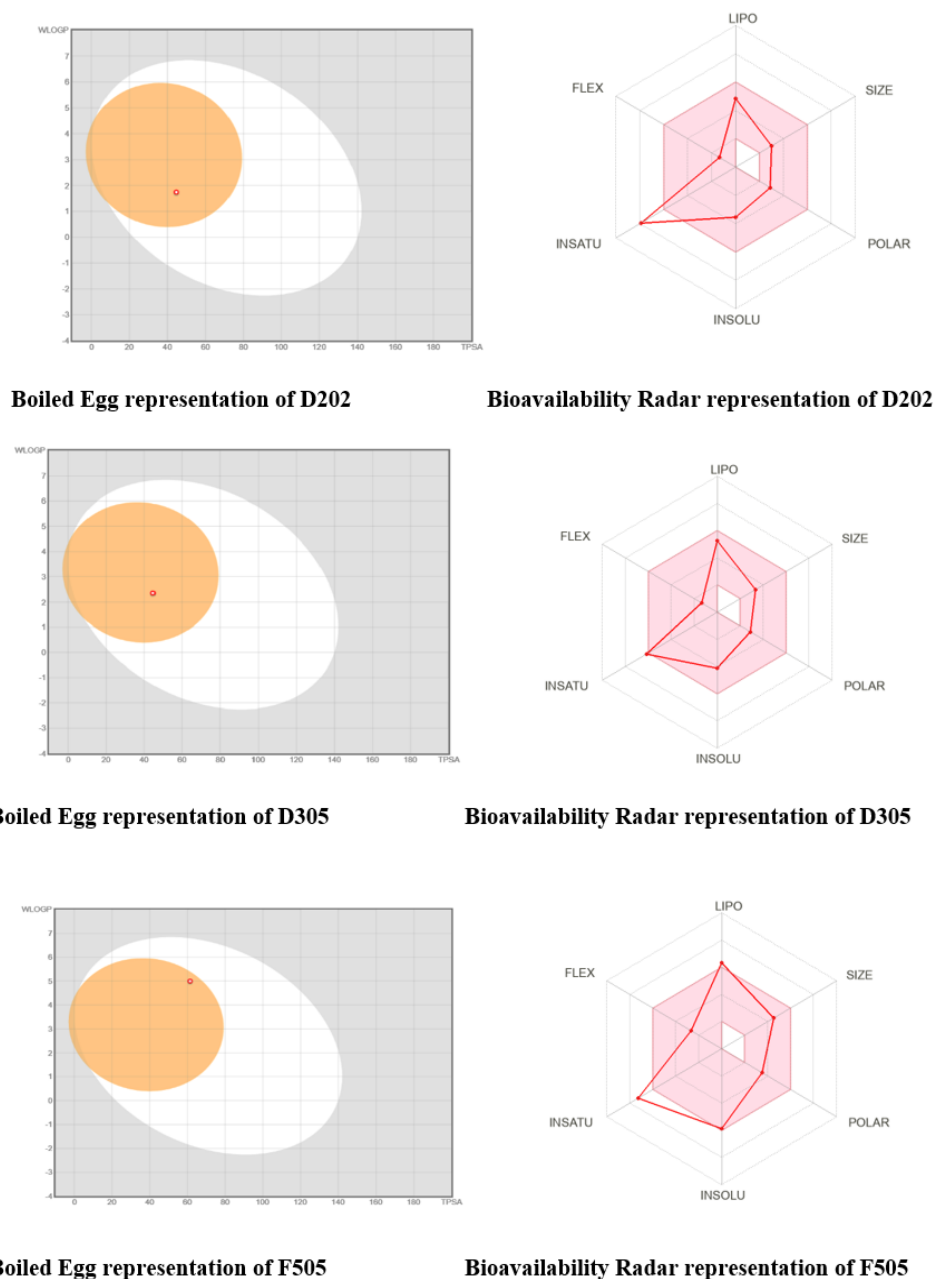 WLOGP
7
6
5
4
3
2
1
0
-1
-2
-3
-4
0 20 40 60 80 100 120 140 160 180 TPSA
LIPO
FLEX
SIZE
INSATU
POLAR
INSOLU
Boiled Egg representation of D202
Bioavailability Radar representation of D202
WLOGP
7
6
5
4
3
2
1
0
-1
-2
-3
-4
0 20 40 60 80 100 120 140 160 180 TPSA
LIPO
FLEX
SIZE
INSATU
POLAR
INSOLU
Boiled Egg representation of D305
Bioavailability Radar representation of D305
WLOGP
7
6
5
4
3
2
1
0
-1
-2
-3
-4
0 20 40 60 80 100 120 140 160 180 TPSA
LIPO
FLEX
SIZE
INSATU
POLAR
INSOLU
Boiled Egg representation of F505
Bioavailability Radar representation of F505